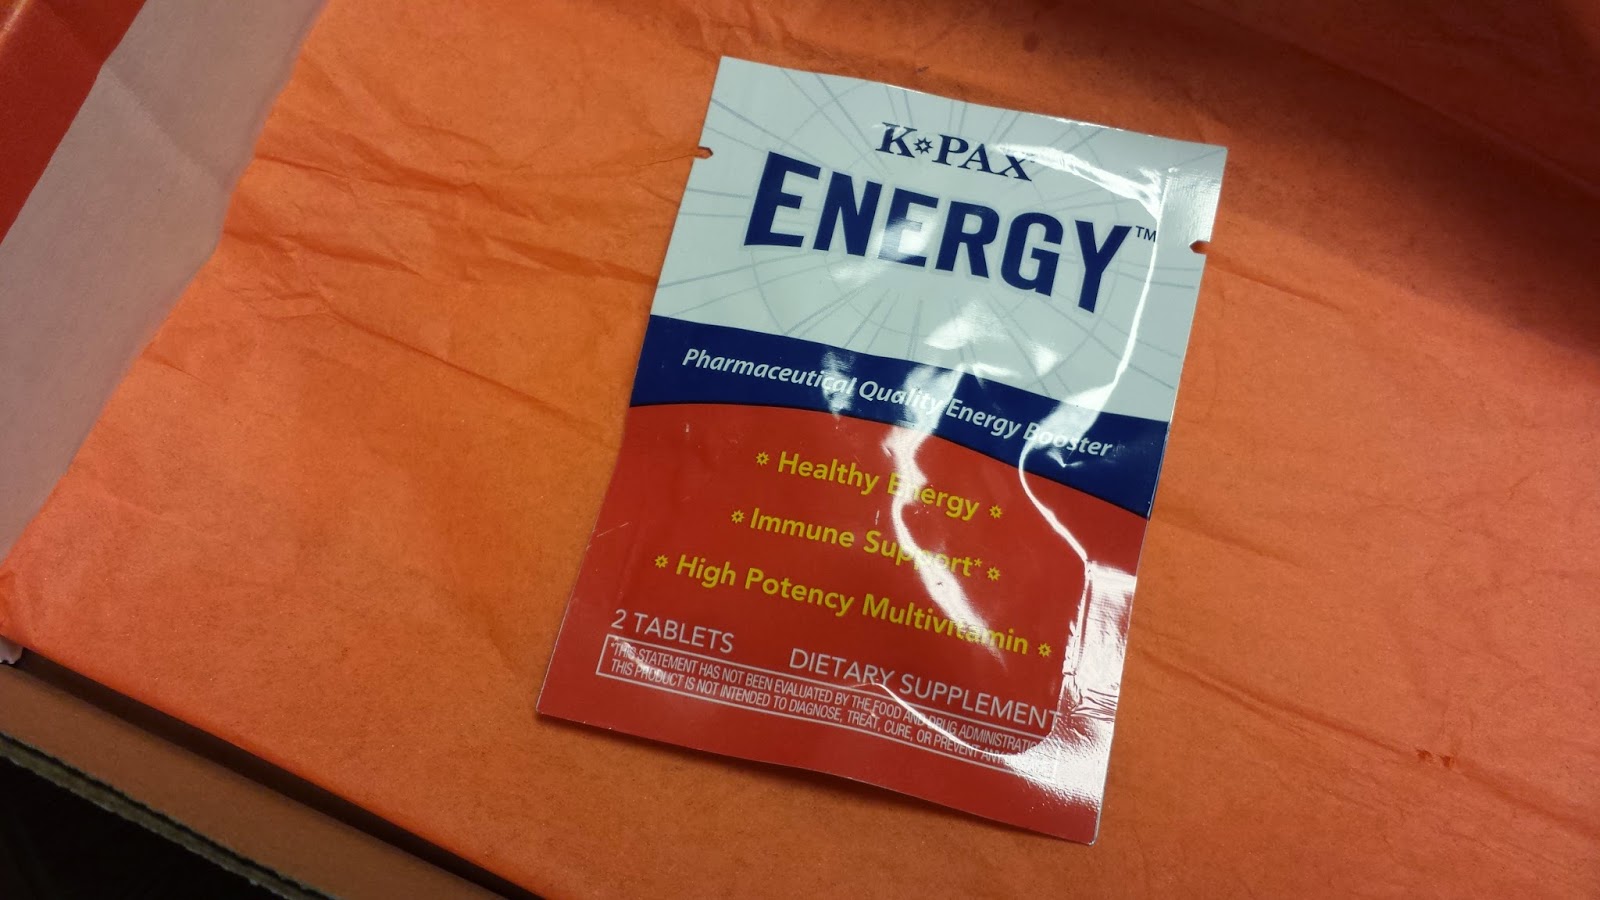 K PAX
ENERGY™
Pharmaceutical Quality Energy Booster
Healthy Energy
Immune Support*
High Potency Multivitamin
2 TABLETS DIETARY SUPPLEMENT
*THIS STATEMENT HAS NOT BEEN EVALUATED BY THE FOOD AND DRUG ADMINISTRATION.
THIS PRODUCT IS NOT INTENDED TO DIAGNOSE, TREAT, CURE, OR PREVENT ANY